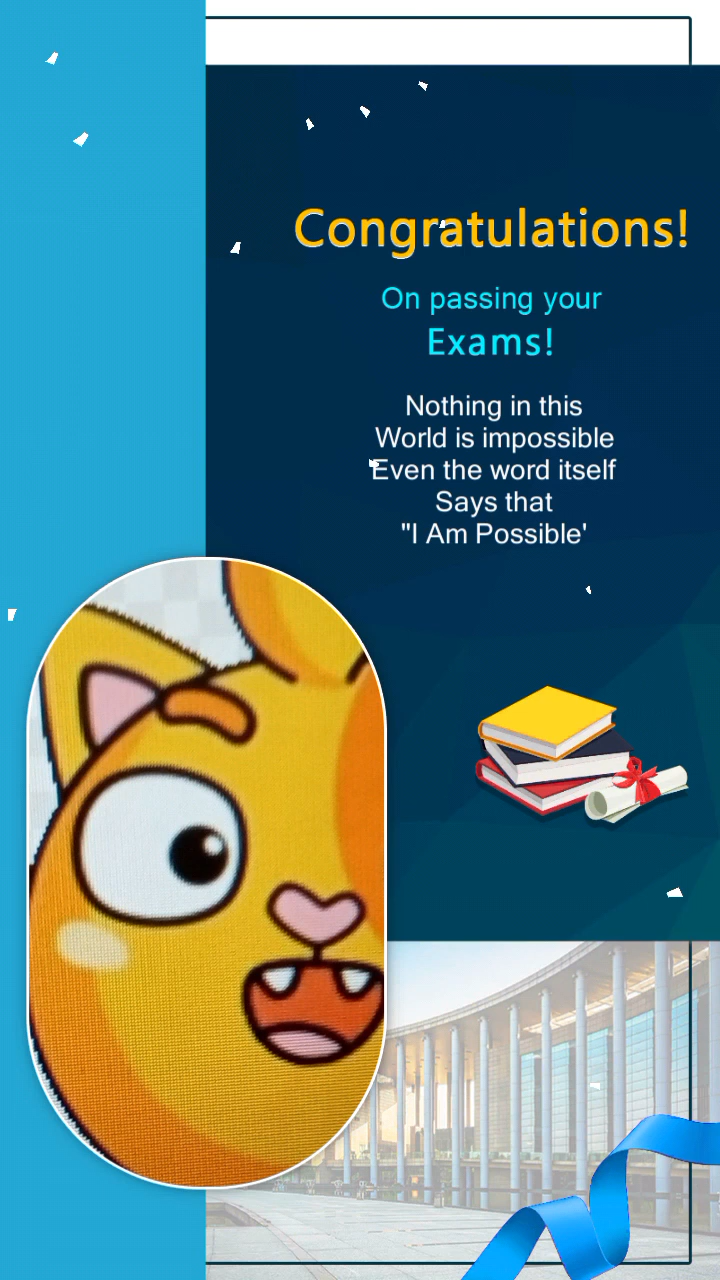 Congratulations!
On passing your
Exams!
Nothing in this
World is impossible
Even the word itself
Says that
"I Am Possible'